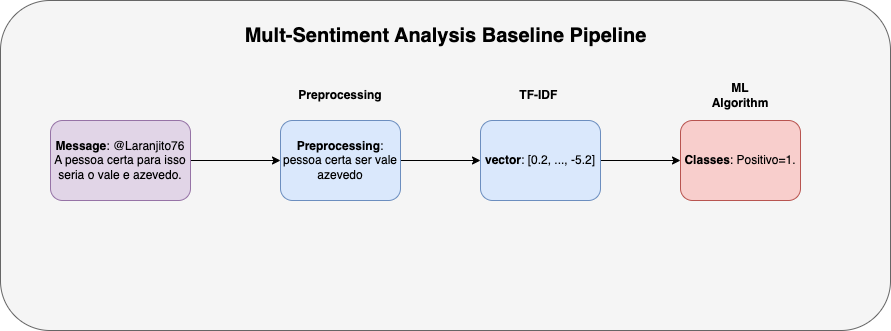 Mult-Sentiment Analysis Baseline Pipeline
Preprocessing
TF-IDF
ML
Algorithm
Message: @Laranjito76
A pessoa certa para isso
seria o vale e azevedo.
Preprocessing:
pessoa certa ser vale
azevedo
vector: [0.2, ..., -5.2]
Classes: Positivo=1.